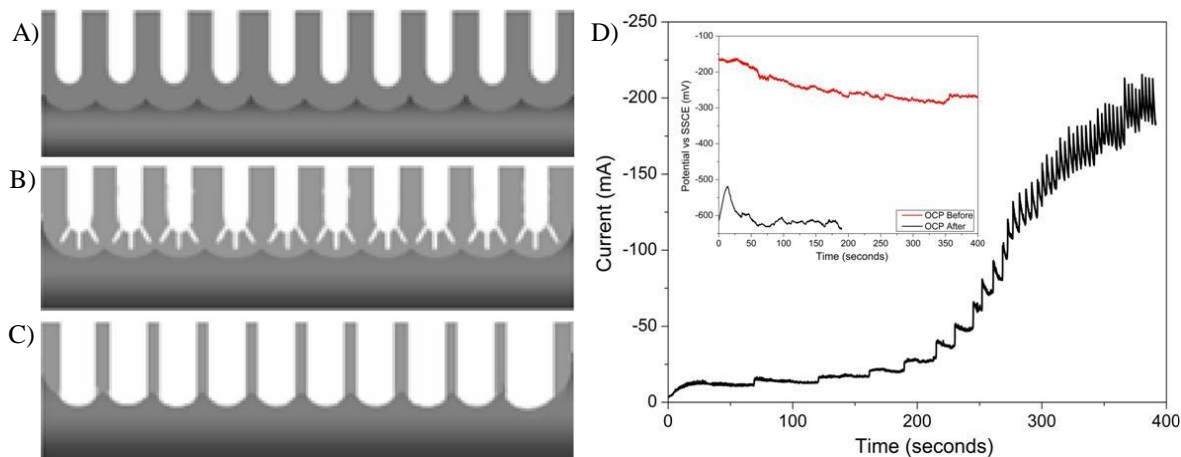 A)
B)
C)
D)
-250
-200
-150
-100
-50
0
Current (mA)
0 100 200 300 400
Time (seconds)
-100
-200
-300
-400
-500
-600
Potential vs SSCE (mV)
OCP Before
OCP After
0 50 100 150 200 250 300 350 400
Time (seconds)